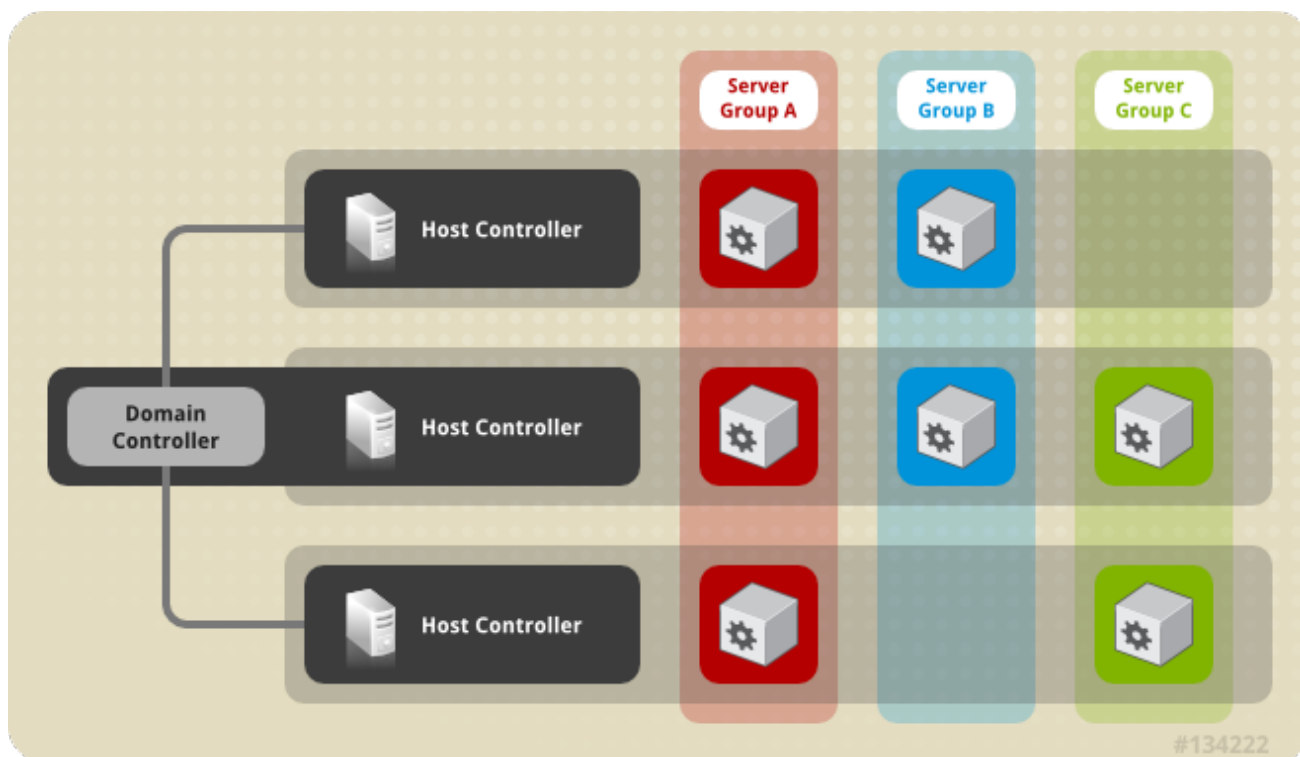 Server
Group A
Server
Group B
Server
Group C
Host Controller
Domain
Controller
Host Controller
Host Controller
#134222